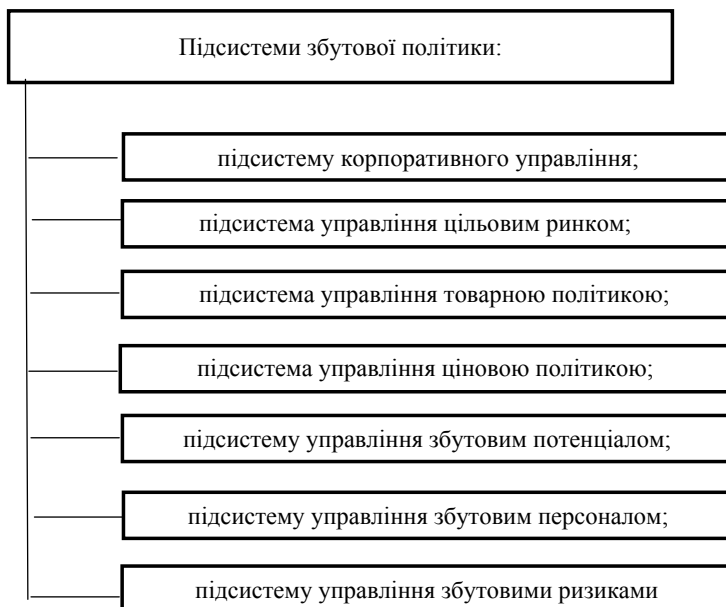 Підсистеми збутової політики:
підсистему корпоративного управління;
підсистема управління цільовим ринком;
підсистема управління товарною політикою;
підсистема управління ціновою політикою;
підсистему управління збутовим потенціалом;
підсистему управління збутовим персоналом;
підсистему управління збутовими ризиками